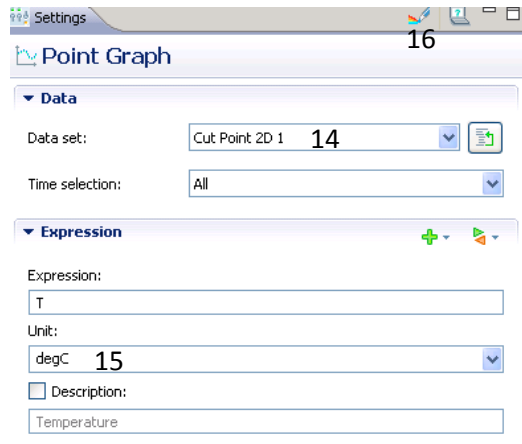 Settings
16
Point Graph
Data
Data set: Cut Point 2D 1 14
Time selection: All
Expression
Expression:
T
Unit:
degC 15
Description:
Temperature